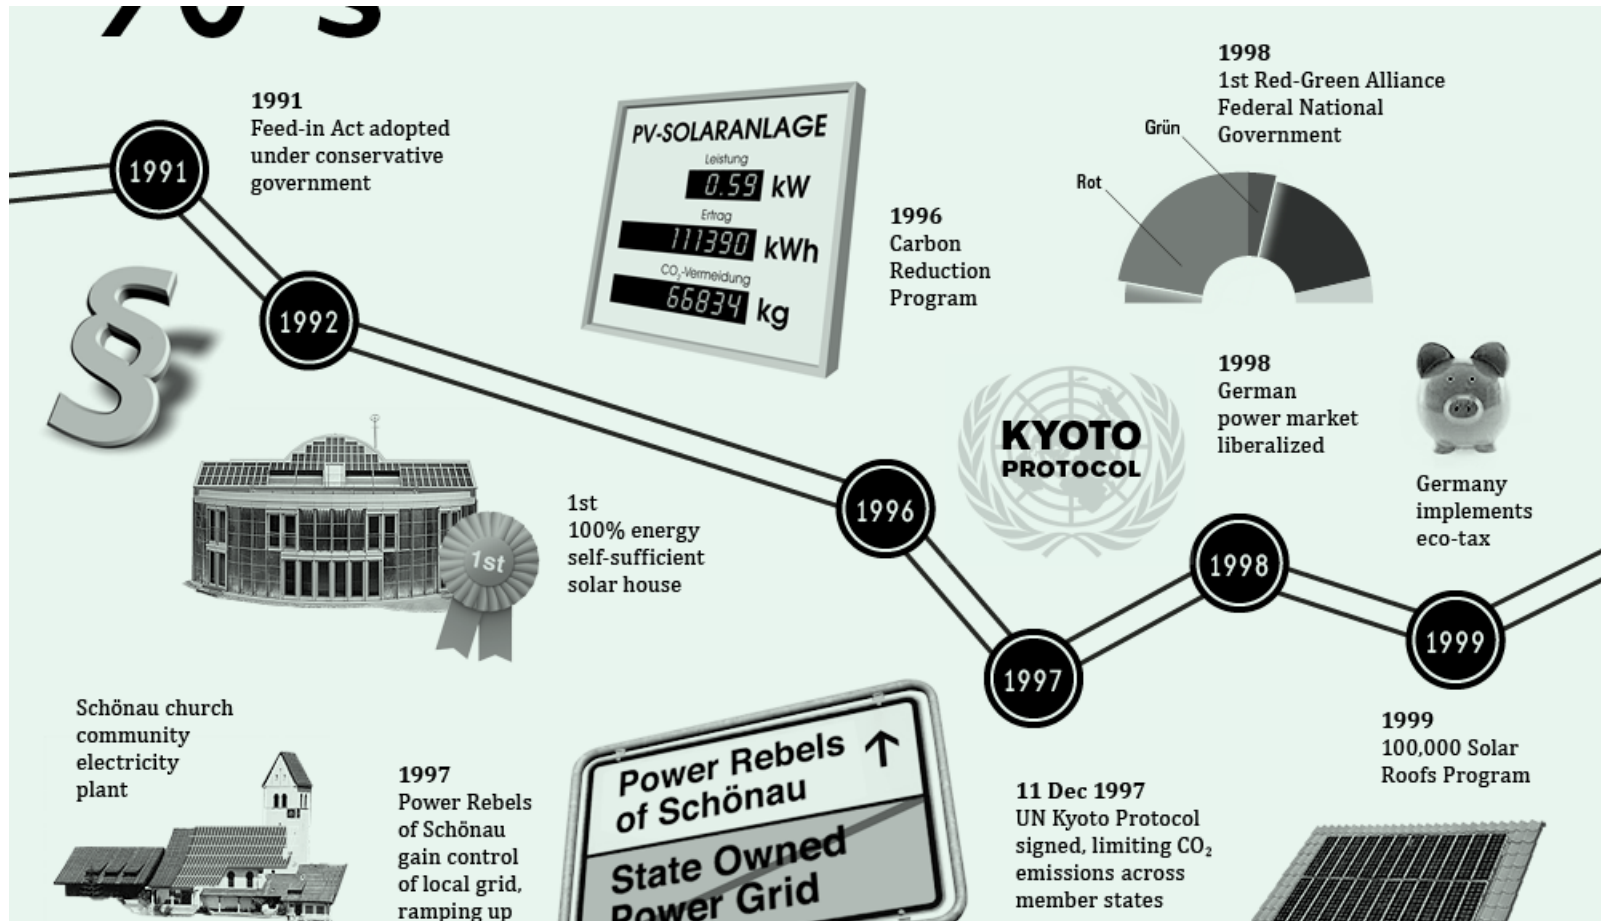 90's
1991
Feed-in Act adopted
under conservative
government
1991
1992
PV-SOLARANLAGE
Leistung
0.59 kW
Ertrag
111390 kWh
CO₂-Vermeidung
66834 kg
1996
Carbon
Reduction
Program
1998
1st Red-Green Alliance
Federal National
Government
Grün
Rot
1998
German
power market
liberalized
KYOTO
PROTOCOL
Germany
implements
eco-tax
1st
1st
100% energy
self-sufficient
solar house
1996
1997
1998
1999
Schönau church
community
electricity
plant
1997
Power Rebels
of Schönau
gain control
of local grid,
ramping up
Power Rebels
of Schönau
State Owned
Power Grid
11 Dec 1997
UN Kyoto Protocol
signed, limiting CO₂
emissions across
member states
1999
100,000 Solar
Roofs Program